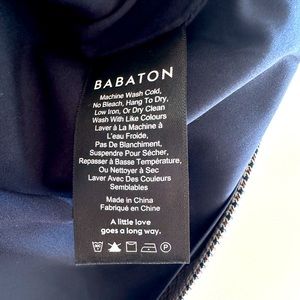 BABATON
Machine Wash Cold,
No Bleach, Hang To Dry,
Low Iron, Or Dry Clean
Wash With Like Colours
Laver À La Machine À
L'eau Froide,
Pas De Blanchiment,
Suspendre Pour Sécher,
Repasser à Basse Température,
Ou Nettoyer À Sec
Laver Avec Des Couleurs
Semblables
Made in China
Fabriqué en Chine
A little love
goes a long way.